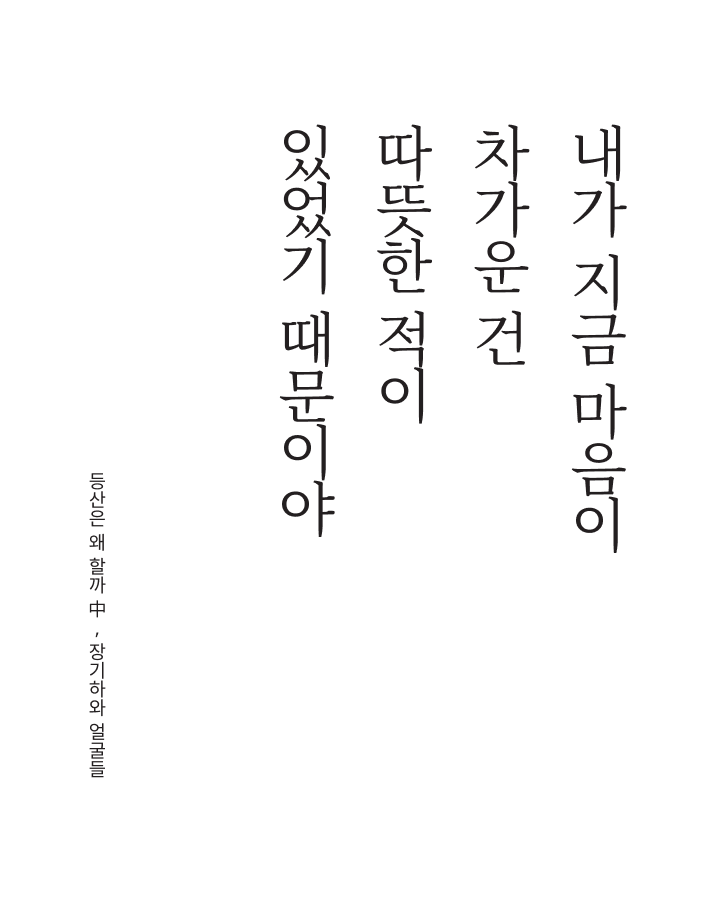 내가 지금 마음이
차가운 건
따뜻한 적이
있었기 때문이야
등산은 왜 할까 中, 장기하와 얼굴들